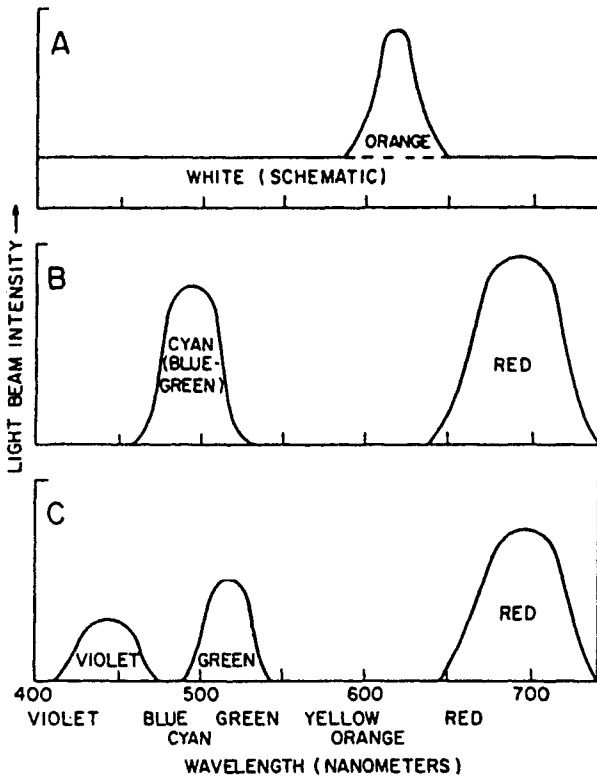 A
ORANGE
WHITE (SCHEMATIC)
LIGHT BEAM INTENSITY →
B
CYAN
(BLUE-
GREEN)
RED
C
VIOLET
GREEN
RED
400 500 600 700
VIOLET BLUE GREEN YELLOW RED
CYAN ORANGE
WAVELENGTH (NANOMETERS)